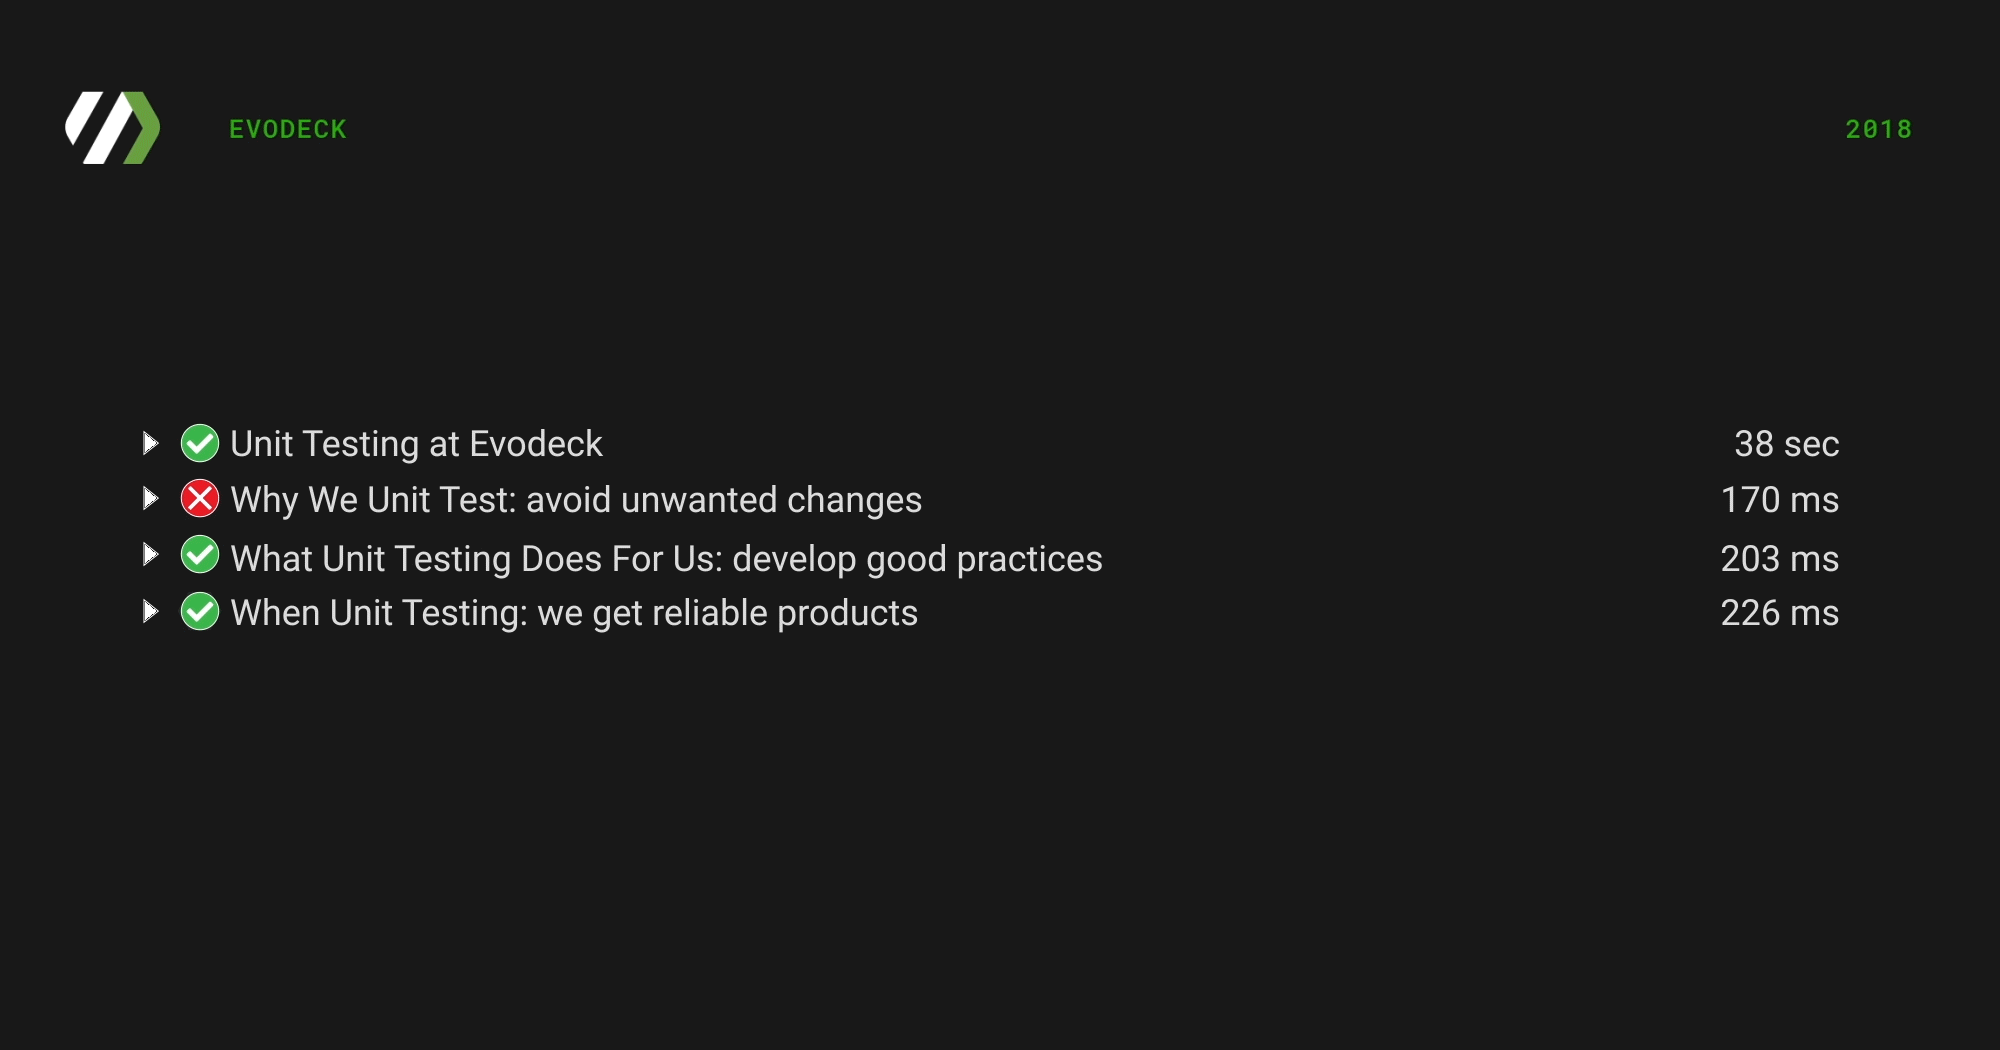 EVODECK 2018
Unit Testing at Evodeck 38 sec
Why We Unit Test: avoid unwanted changes 170 ms
What Unit Testing Does For Us: develop good practices 203 ms
When Unit Testing: we get reliable products 226 ms